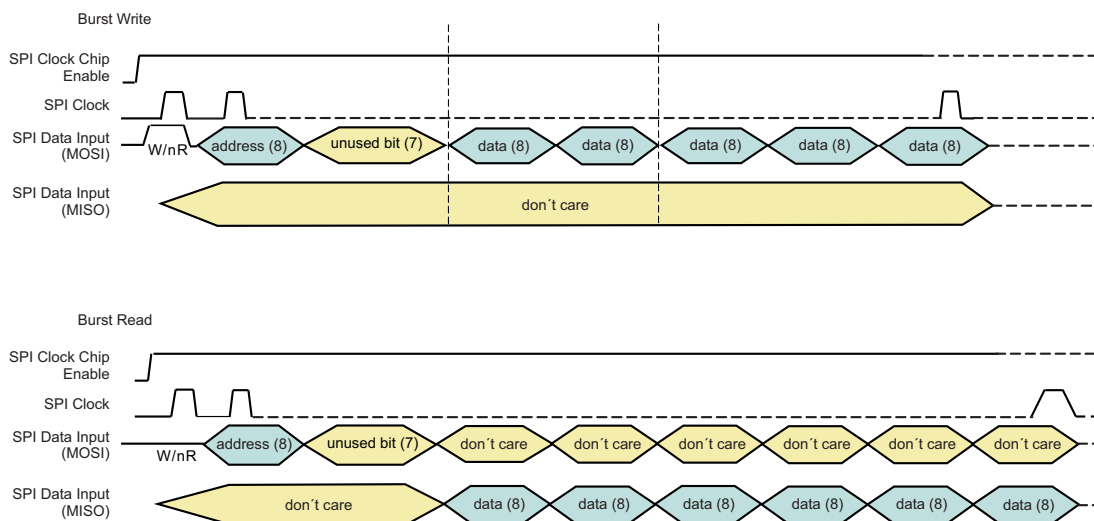 Burst Write
SPI Clock Chip
Enable
SPI Clock
SPI Data Input
(MOSI)
W/nR address (8) unused bit (7) data (8) data (8) data (8) data (8) data (8)
SPI Data Input
(MISO)
don´t care
Burst Read
SPI Clock Chip
Enable
SPI Clock
SPI Data Input
(MOSI)
W/nR address (8) unused bit (7) don´t care don´t care don´t care don´t care don´t care don´t care
SPI Data Input
(MISO)
don´t care data (8) data (8) data (8) data (8) data (8) data (8)